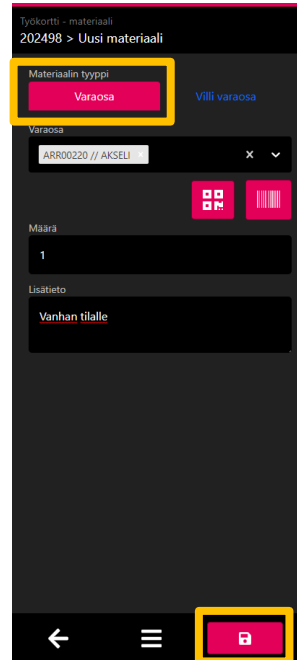 Työkortti - materiaali
202498 > Uusi materiaali
Materiaalin tyyppi
Varaosa Villi varaosa
Varaosa
ARR00220 // AKSELI
Määrä
1
Lisätieto
Vanhan tilalle